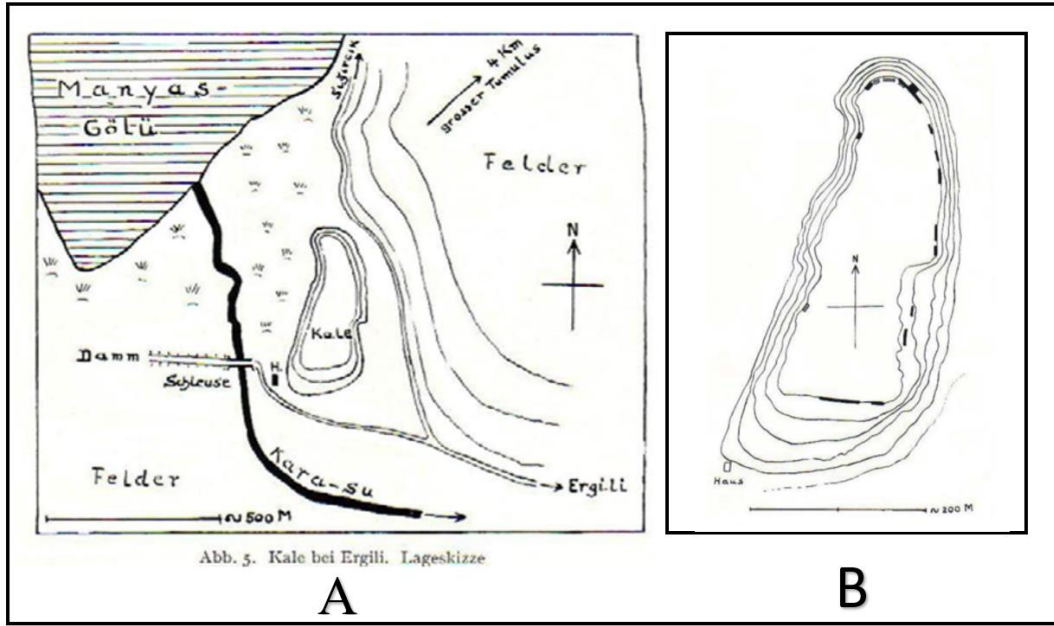 Manyas-
Gölü
Sığırcık
4 Km
grosser Tumulus
Felder
N
Kale
Damm
H.
Schleuse
Kara-su
Felder
Ergili
~500 M
Abb. 5. Kale bei Ergili. Lageskizze
A
N
Haus
~200 M
B